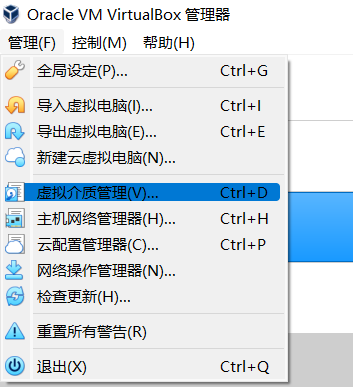 Oracle VM VirtualBox 管理器
管理(F) 控制(M) 帮助(H)
全局设定(P)... Ctrl+G
导入虚拟电脑(I)... Ctrl+I
导出虚拟电脑(E)... Ctrl+E
新建云虚拟电脑(N)...
虚拟介质管理(V)... Ctrl+D
主机网络管理器(H)... Ctrl+H
云配置管理器(C)... Ctrl+P
网络操作管理器(N)...
检查更新(H)...
重置所有警告(R)
退出(X) Ctrl+Q